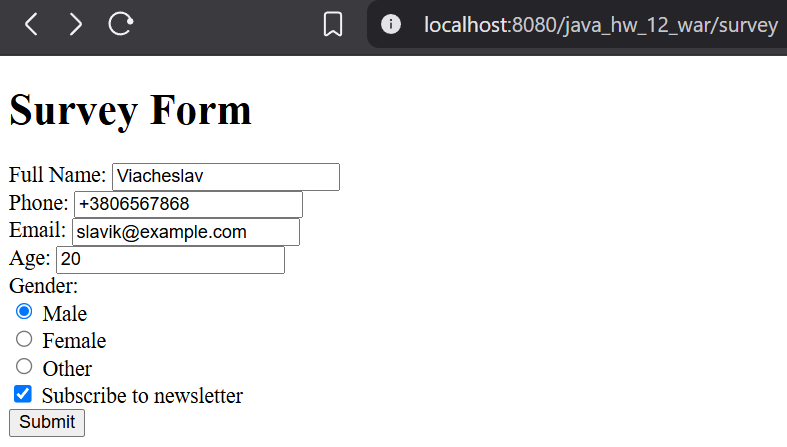 localhost:8080/java_hw_12_war/survey
Survey Form
Full Name: Viacheslav
Phone: +3806567868
Email: slavik@example.com
Age: 20
Gender:
Male
Female
Other
Subscribe to newsletter
Submit